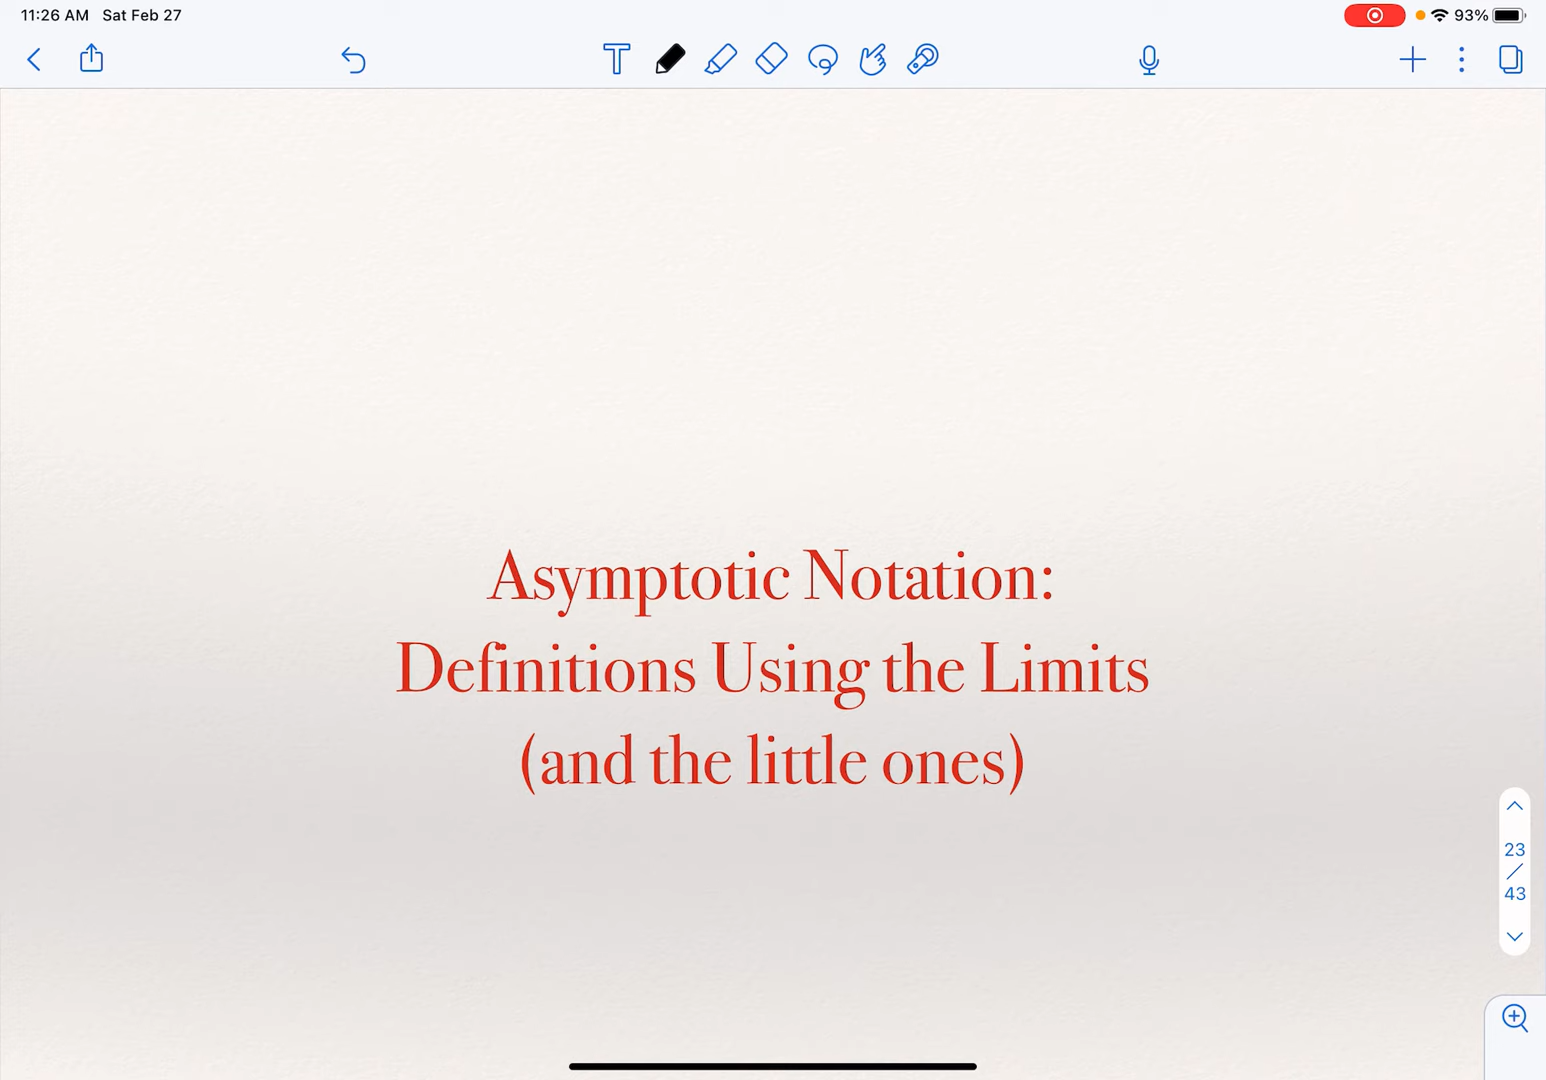 11:26 AM Sat Feb 27
93%
T
Asymptotic Notation:
Definitions Using the Limits
(and the little ones)
23
/
43